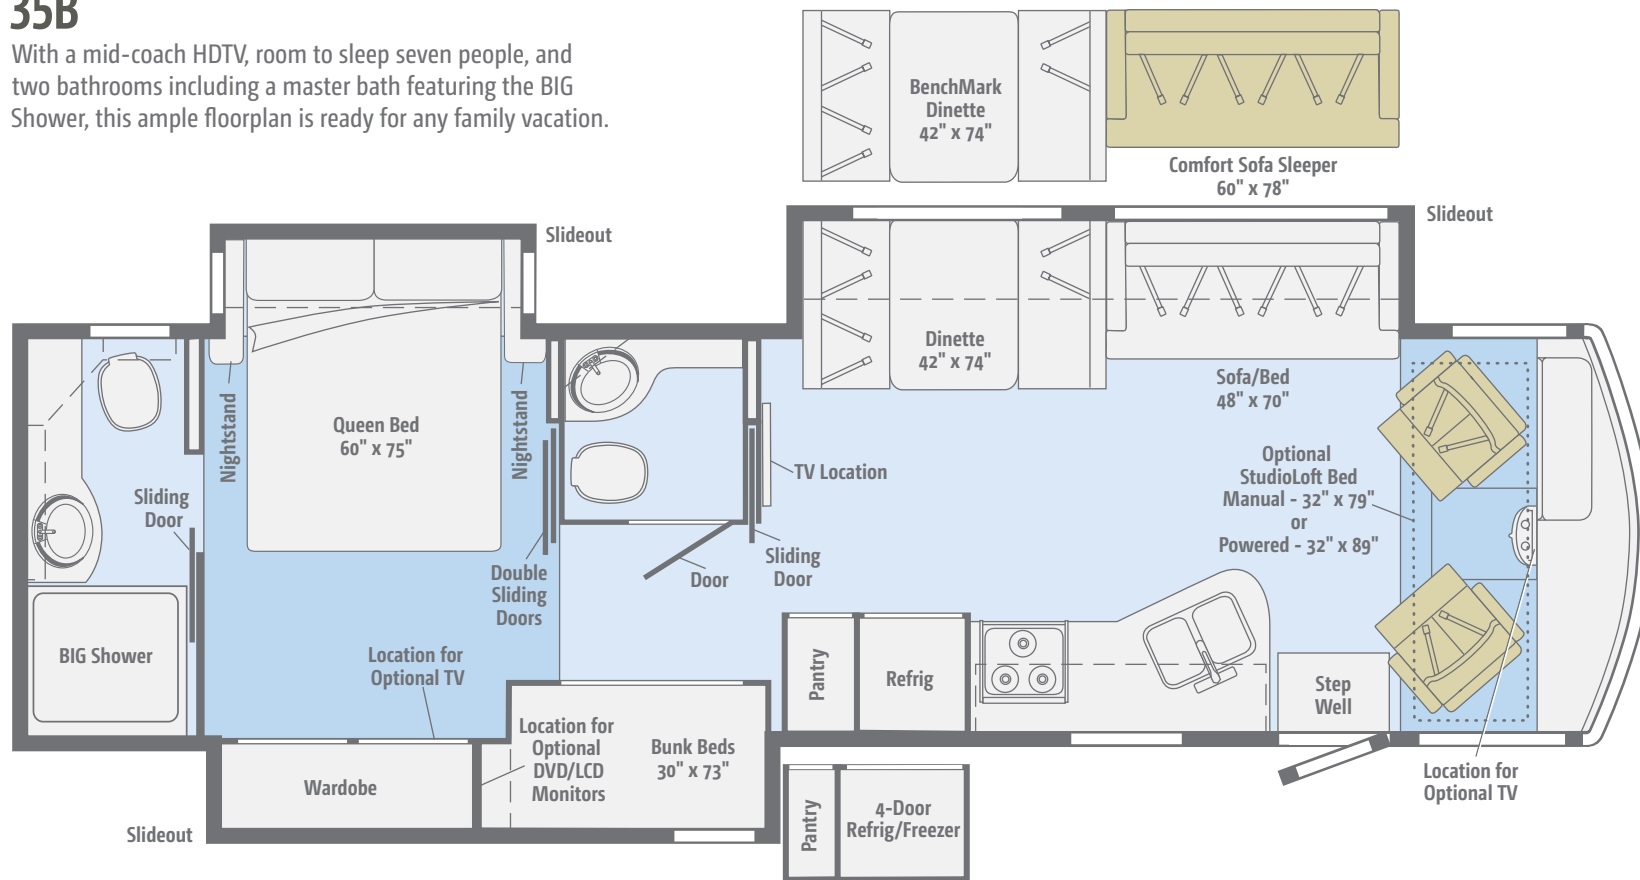 35B
With a mid-coach HDTV, room to sleep seven people, and
two bathrooms including a master bath featuring the BIG
Shower, this ample floorplan is ready for any family vacation.
BenchMark
Dinette
42" x 74"
Comfort Sofa Sleeper
60" x 78"
Slideout
Slideout
Nightstand
Queen Bed
60" x 75"
Nightstand
Dinette
42" x 74"
Sofa/Bed
48" x 70"
TV Location
Optional
StudioLoft Bed
Manual - 32" x 79"
or
Powered - 32" x 89"
Sliding
Door
Double
Sliding
Doors
Door
Sliding
Door
BIG Shower
Location for
Optional TV
Pantry
Refrig
Step
Well
Location for
Optional
DVD/LCD
Monitors
Bunk Beds
30" x 73"
Wardobe
Slideout
Pantry
4-Door
Refrig/Freezer
Location for
Optional TV